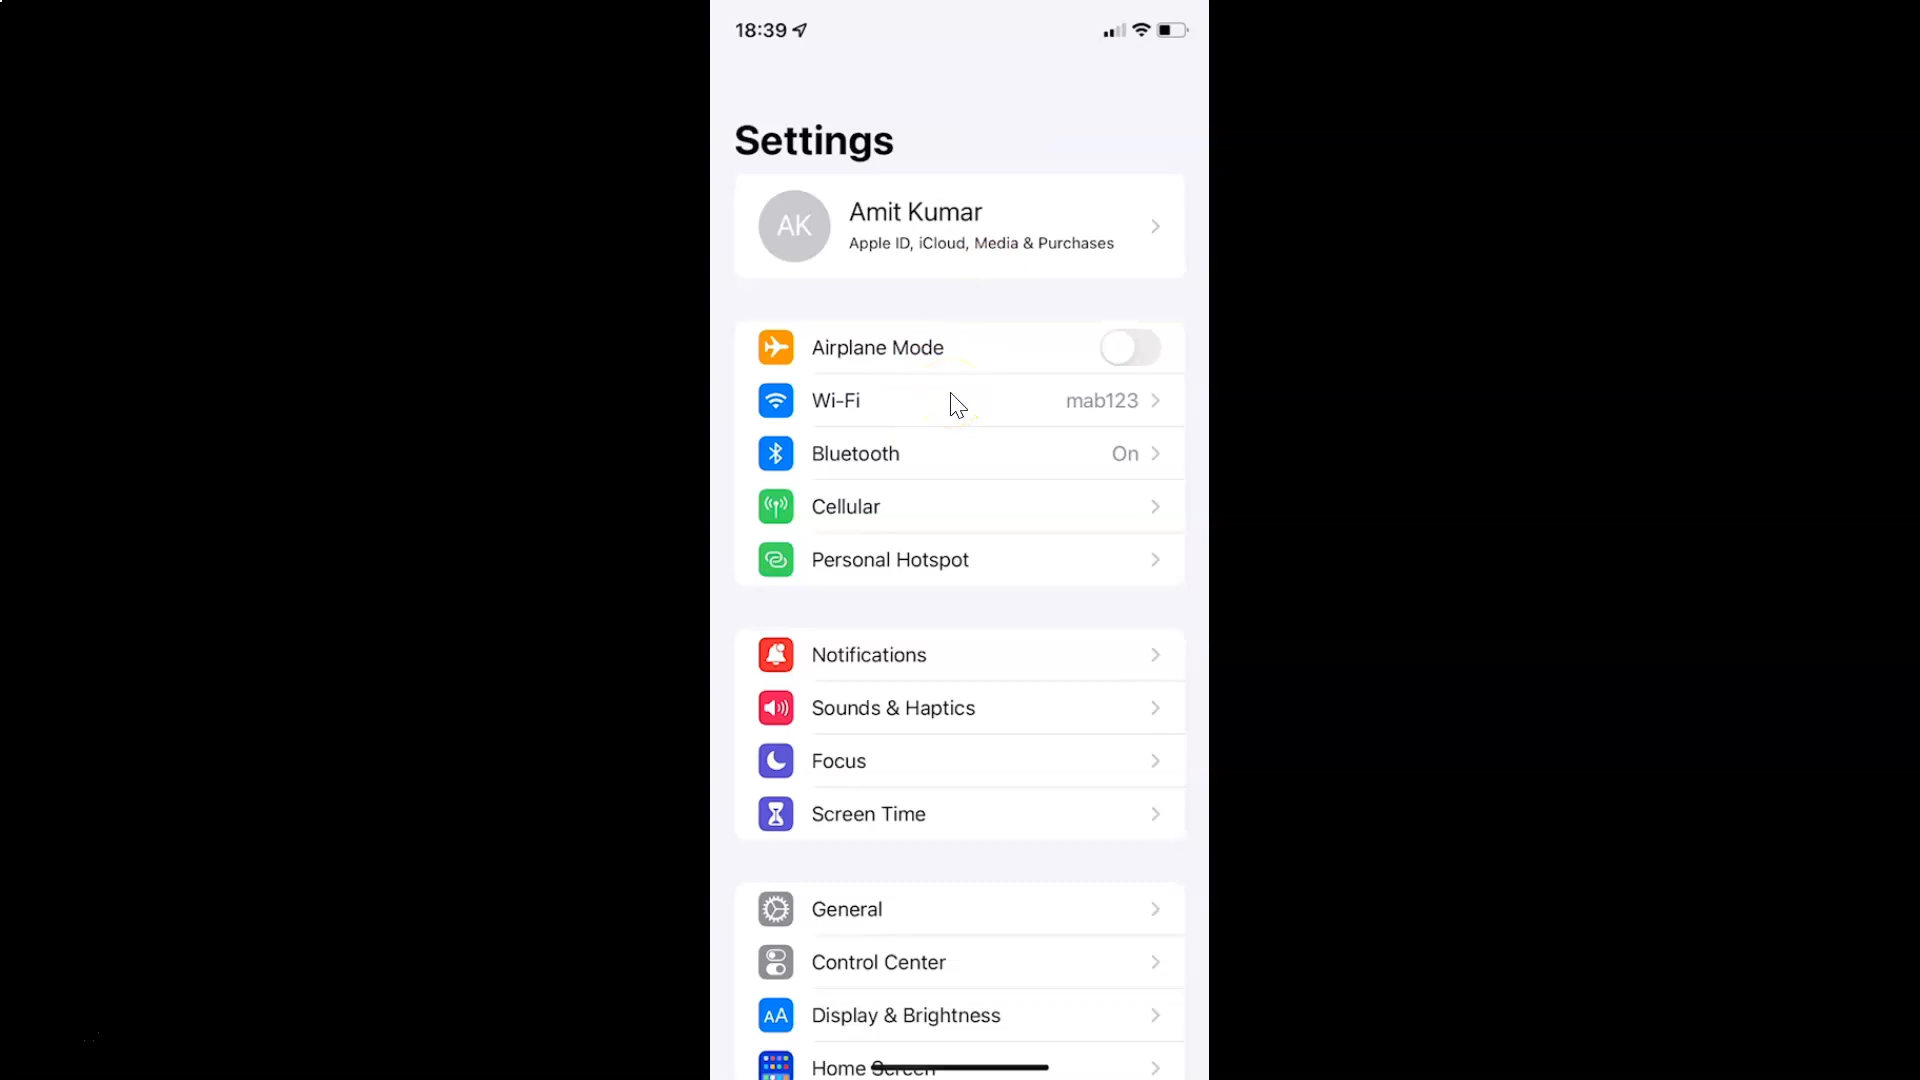 18:39
Settings
AK
Amit Kumar
Apple ID, iCloud, Media & Purchases
Airplane Mode
Wi-Fi mab123
Bluetooth On
Cellular
Personal Hotspot
Notifications
Sounds & Haptics
Focus
Screen Time
General
Control Center
AA Display & Brightness
Home Screen